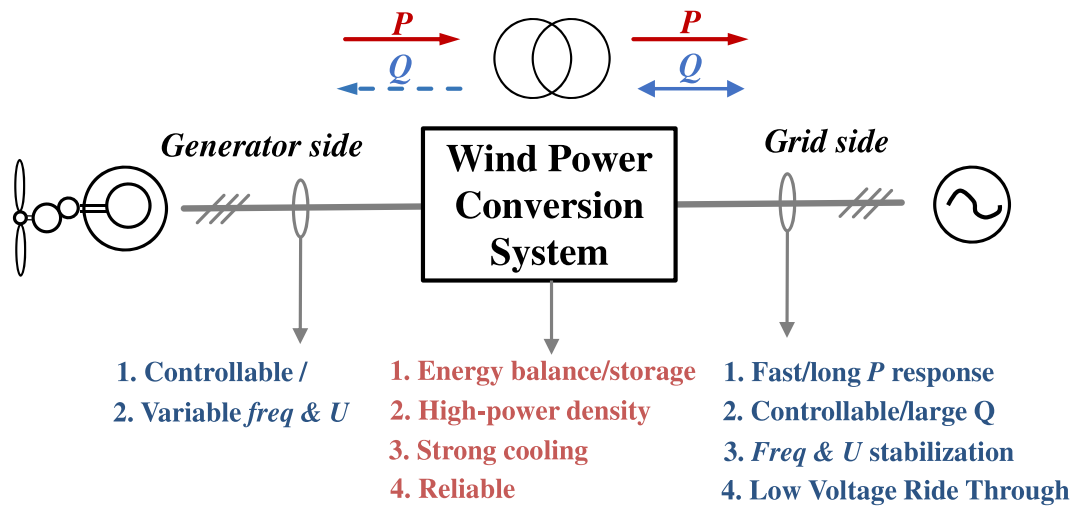 P
P
Q
Q
Generator side
Grid side
Wind Power
Conversion
System
1. Controllable /
2. Variable freq & U
1. Energy balance/storage
2. High-power density
3. Strong cooling
4. Reliable
1. Fast/long P response
2. Controllable/large Q
3. Freq & U stabilization
4. Low Voltage Ride Through